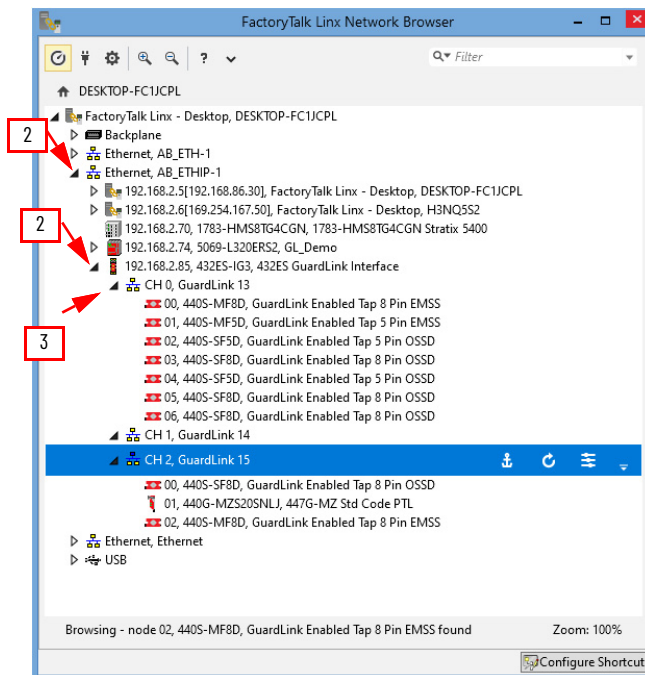 FactoryTalk Linx Network Browser
? Filter
DESKTOP-FC1JCPL
FactoryTalk Linx - Desktop, DESKTOP-FC1JCPL
2
Backplane
Ethernet, AB_ETH-1
Ethernet, AB_ETHIP-1
192.168.2.5[192.168.86.30], FactoryTalk Linx - Desktop, DESKTOP-FC1JCPL
192.168.2.6[169.254.167.50], FactoryTalk Linx - Desktop, H3NQ5S2
2
192.168.2.70, 1783-HMS8TG4CGN, 1783-HMS8TG4CGN Stratix 5400
192.168.2.74, 5069-L320ERS2, GL_Demo
192.168.2.85, 432ES-IG3, 432ES GuardLink Interface
CH 0, GuardLink 13
00, 440S-MF8D, GuardLink Enabled Tap 8 Pin EMSS
01, 440S-MF5D, GuardLink Enabled Tap 5 Pin EMSS
3
02, 440S-SF5D, GuardLink Enabled Tap 5 Pin OSSD
03, 440S-SF8D, GuardLink Enabled Tap 8 Pin OSSD
04, 440S-SF5D, GuardLink Enabled Tap 5 Pin OSSD
05, 440S-SF8D, GuardLink Enabled Tap 8 Pin OSSD
06, 440S-SF8D, GuardLink Enabled Tap 8 Pin OSSD
CH 1, GuardLink 14
CH 2, GuardLink 15
00, 440S-SF8D, GuardLink Enabled Tap 8 Pin OSSD
01, 440G-MZS20SNLJ, 447G-MZ Std Code PTL
02, 440S-MF8D, GuardLink Enabled Tap 8 Pin EMSS
Ethernet, Ethernet
USB
Browsing - node 02, 440S-MF8D, GuardLink Enabled Tap 8 Pin EMSS found Zoom: 100%
Configure Shortcut